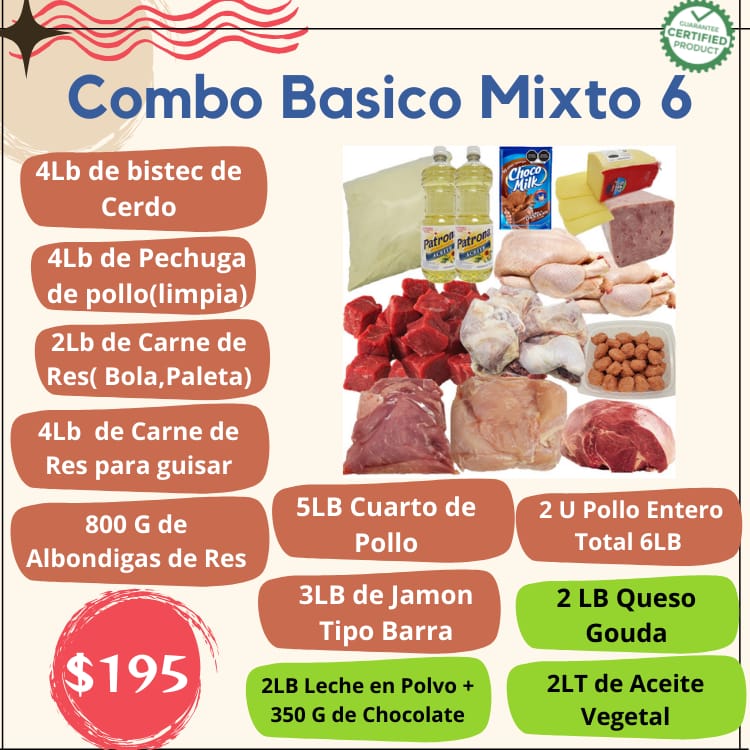 GUARANTEE
CERTIFIED
PRODUCT
Combo Basico Mixto 6
4Lb de bistec de
Cerdo
4Lb de Pechuga
de pollo(limpia)
2Lb de Carne de
Res( Bola,Paleta)
4Lb de Carne de
Res para guisar
800 G de
Albondigas de Res
Choco
Milk
Patrona
ACEITE
Patrona
ACEITE
5LB Cuarto de
Pollo
2 U Pollo Entero
Total 6LB
3LB de Jamon
Tipo Barra
2 LB Queso
Gouda
$195
2LB Leche en Polvo +
350 G de Chocolate
2LT de Aceite
Vegetal